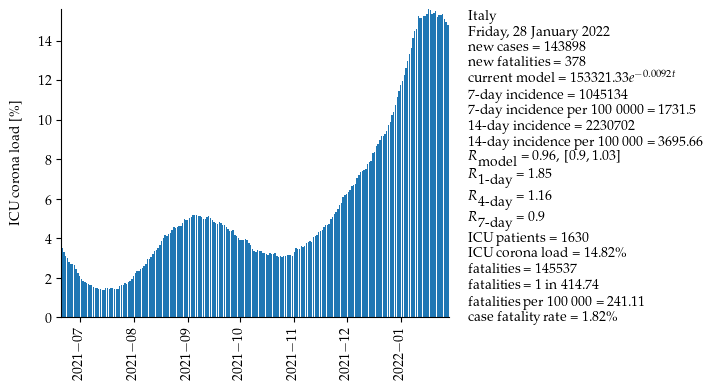 Italy
Friday, 28 January 2022
new cases = 143898
new fatalities = 378
current model = 153321.33e^{−0.0092t}
7-day incidence = 1045134
7-day incidence per 100 0000 = 1731.5
14-day incidence = 2230702
14-day incidence per 100 000 = 3695.66
R_model = 0.96, [0.9, 1.03]
R_1-day = 1.85
R_4-day = 1.16
R_7-day = 0.9
ICU patients = 1630
ICU corona load = 14.82%
fatalities = 145537
fatalities = 1 in 414.74
fatalities per 100 000 = 241.11
case fatality rate = 1.82%
ICU corona load [%]
14
12
10
8
6
4
2
0
2021−07
2021−08
2021−09
2021−10
2021−11
2021−12
2022−01